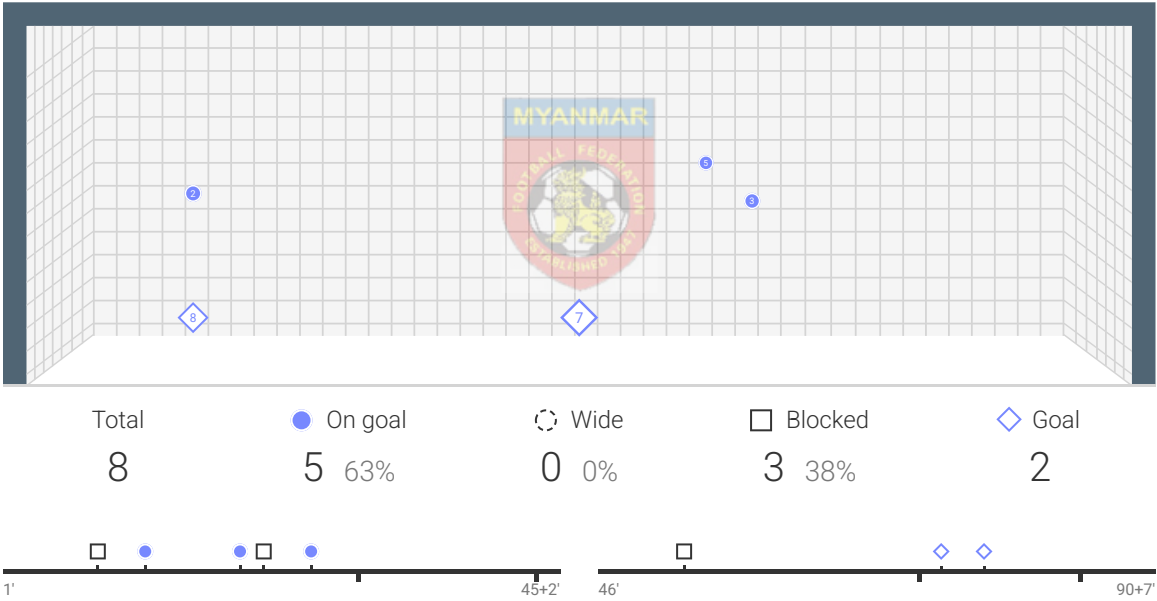 MYANMAR
FOOTBALL FEDERATION
5
2
3
ESTABLISHED 1947
8
7
Total
On goal
Wide
Blocked
Goal
8
5 63%
0 0%
3 38%
2
1'
45+2'
46'
90+7'